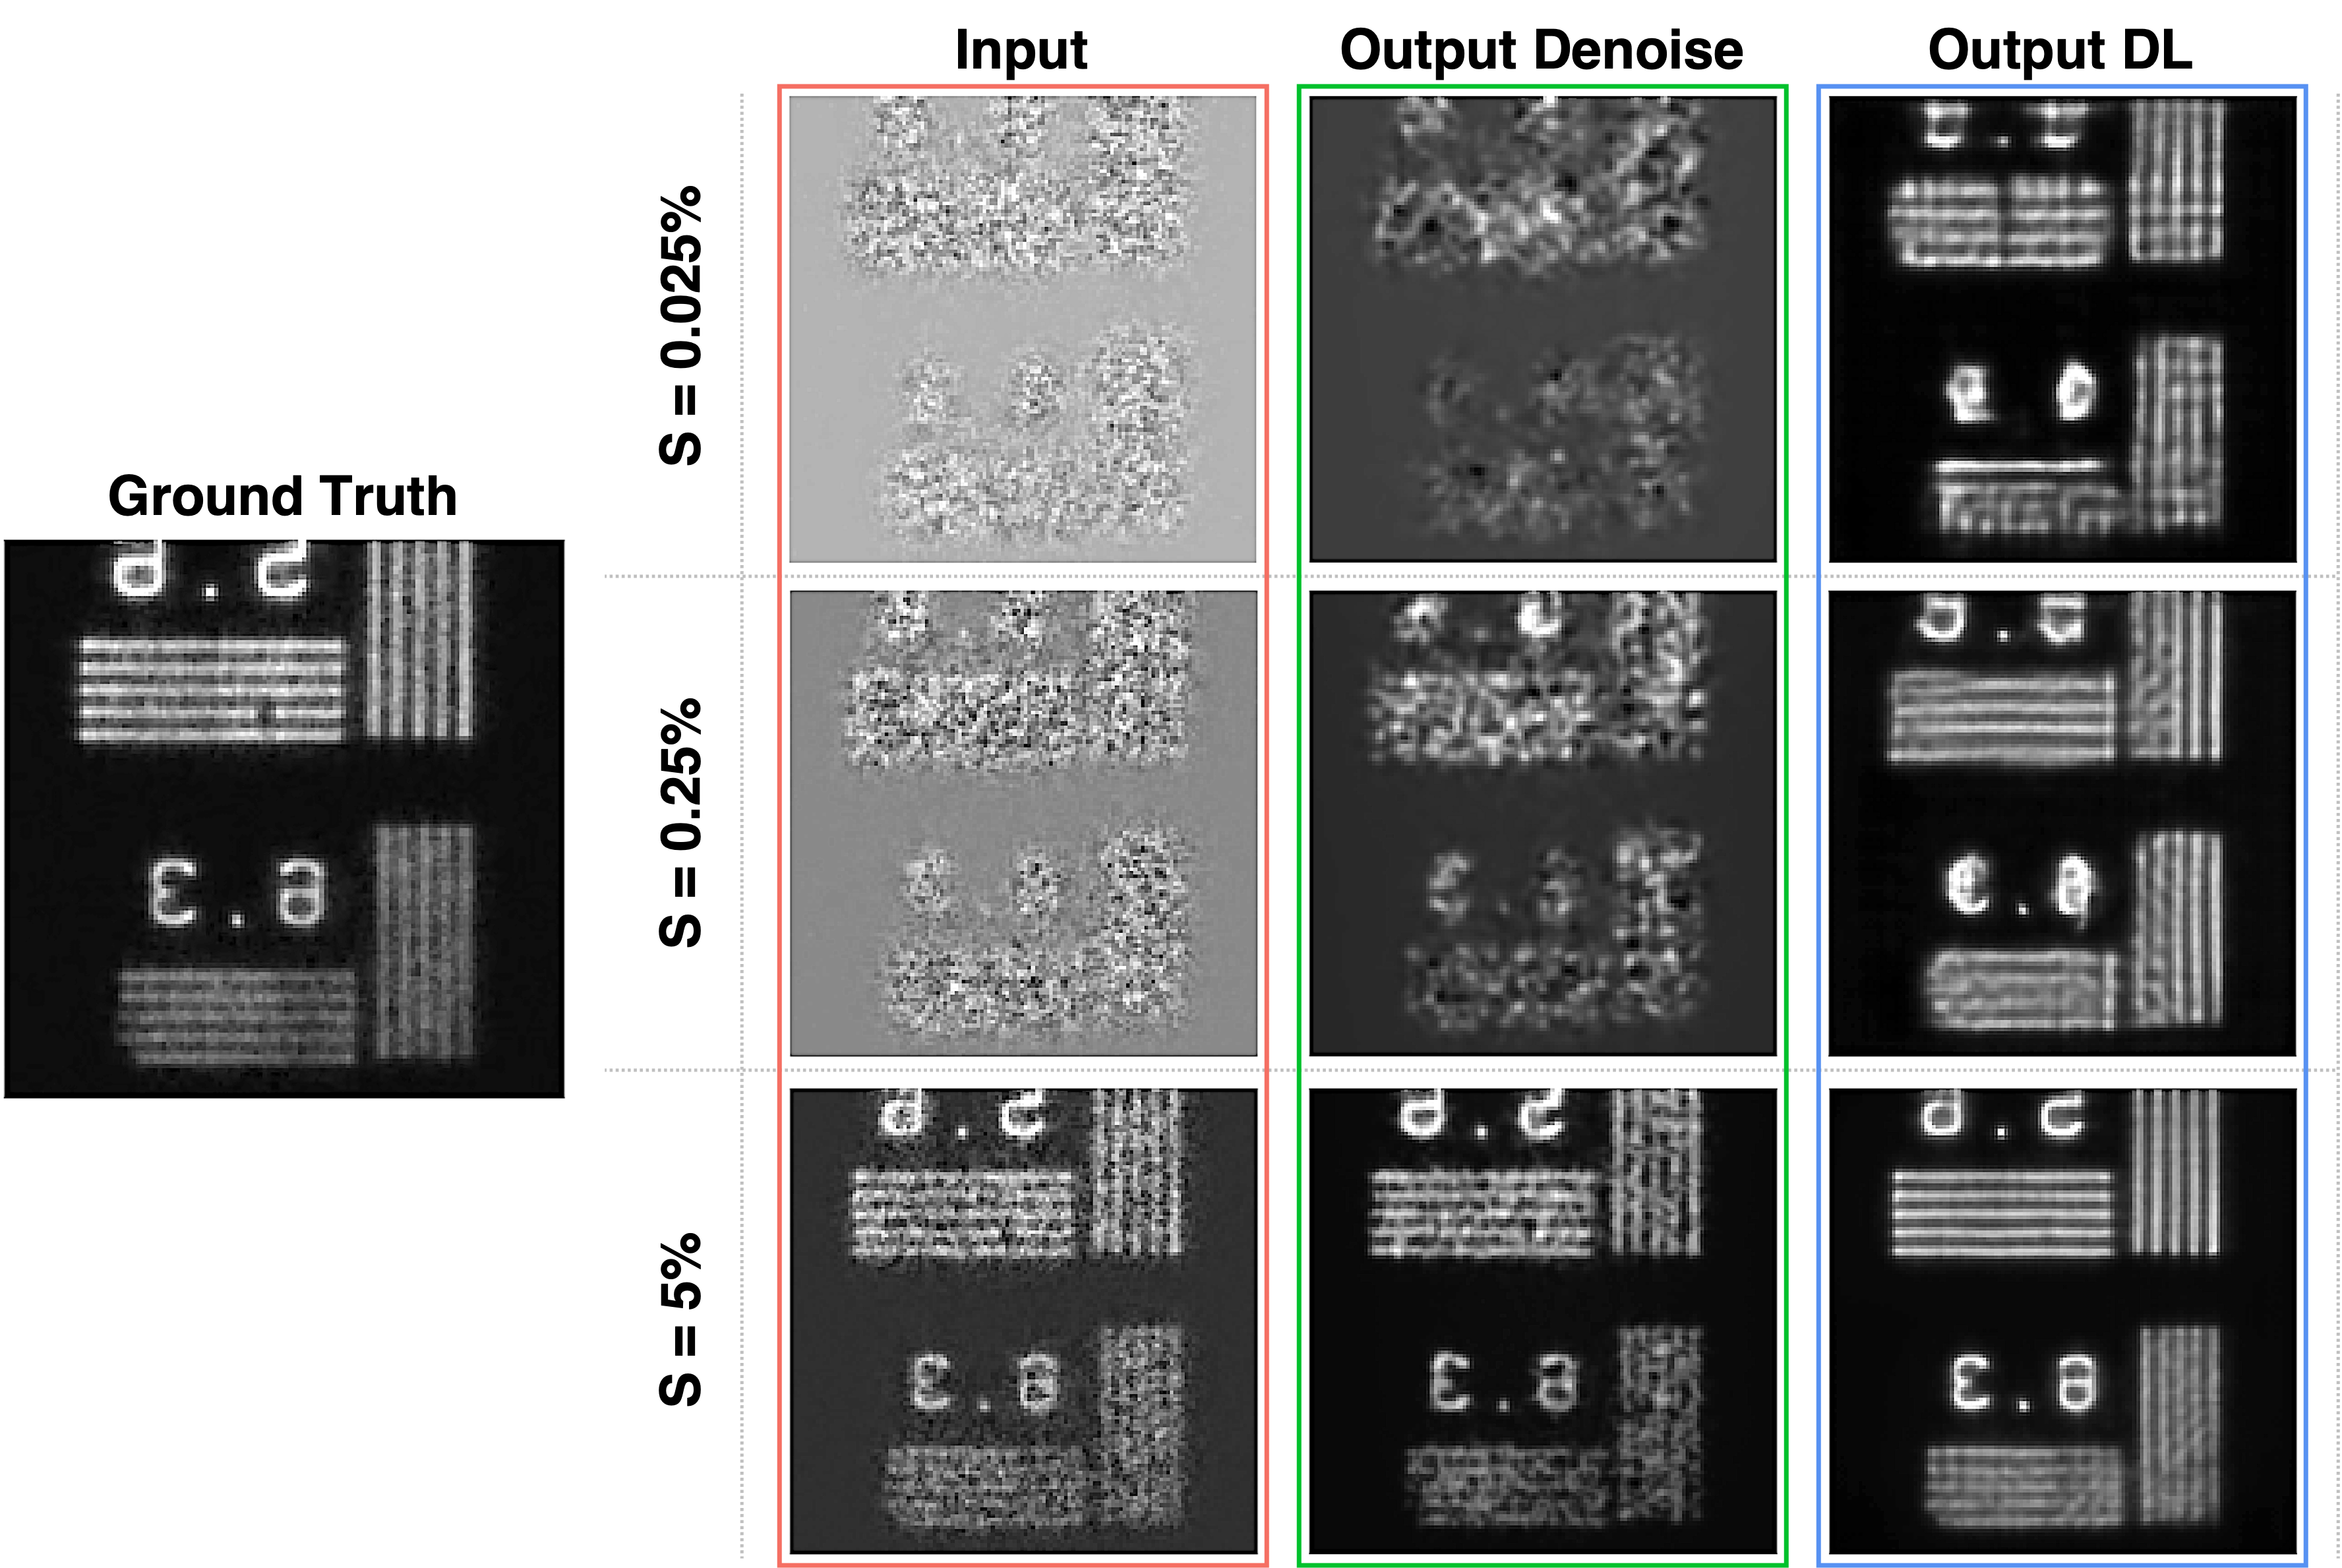 Input
Output Denoise
Output DL
S = 0.025%
Ground Truth
S = 0.25%
S = 5%